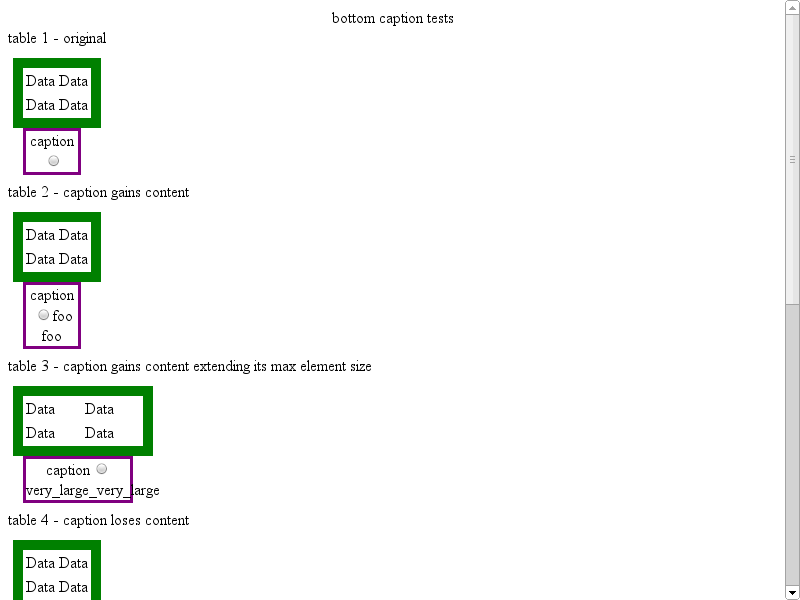 bottom caption tests
table 1 - original
Data Data
Data Data
caption
table 2 - caption gains content
Data Data
Data Data
caption
foo
foo
table 3 - caption gains content extending its max element size
Data Data
Data Data
caption
very_large_very_large
table 4 - caption loses content
Data Data
Data Data